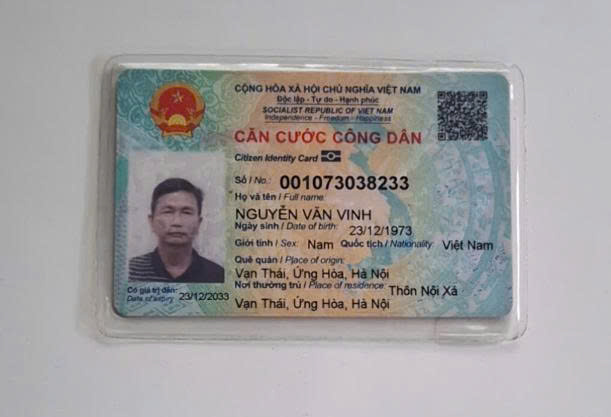 CỘNG HÒA XÃ HỘI CHỦ NGHĨA VIỆT NAM
Độc lập - Tự do - Hạnh phúc
SOCIALIST REPUBLIC OF VIET NAM
Independence - Freedom - Happiness
CĂN CƯỚC CÔNG DÂN
Citizen Identity Card
Số / No.: 001073038233
Họ và tên / Full name:
NGUYỄN VĂN VINH
Ngày sinh / Date of birth: 23/12/1973
Giới tính / Sex: Nam Quốc tịch / Nationality: Việt Nam
Quê quán / Place of origin:
Vạn Thái, Ứng Hòa, Hà Nội
Nơi thường trú / Place of residence: Thôn Nội Xá
Vạn Thái, Ứng Hòa, Hà Nội
Có giá trị đến: 23/12/2033
Date of expiry